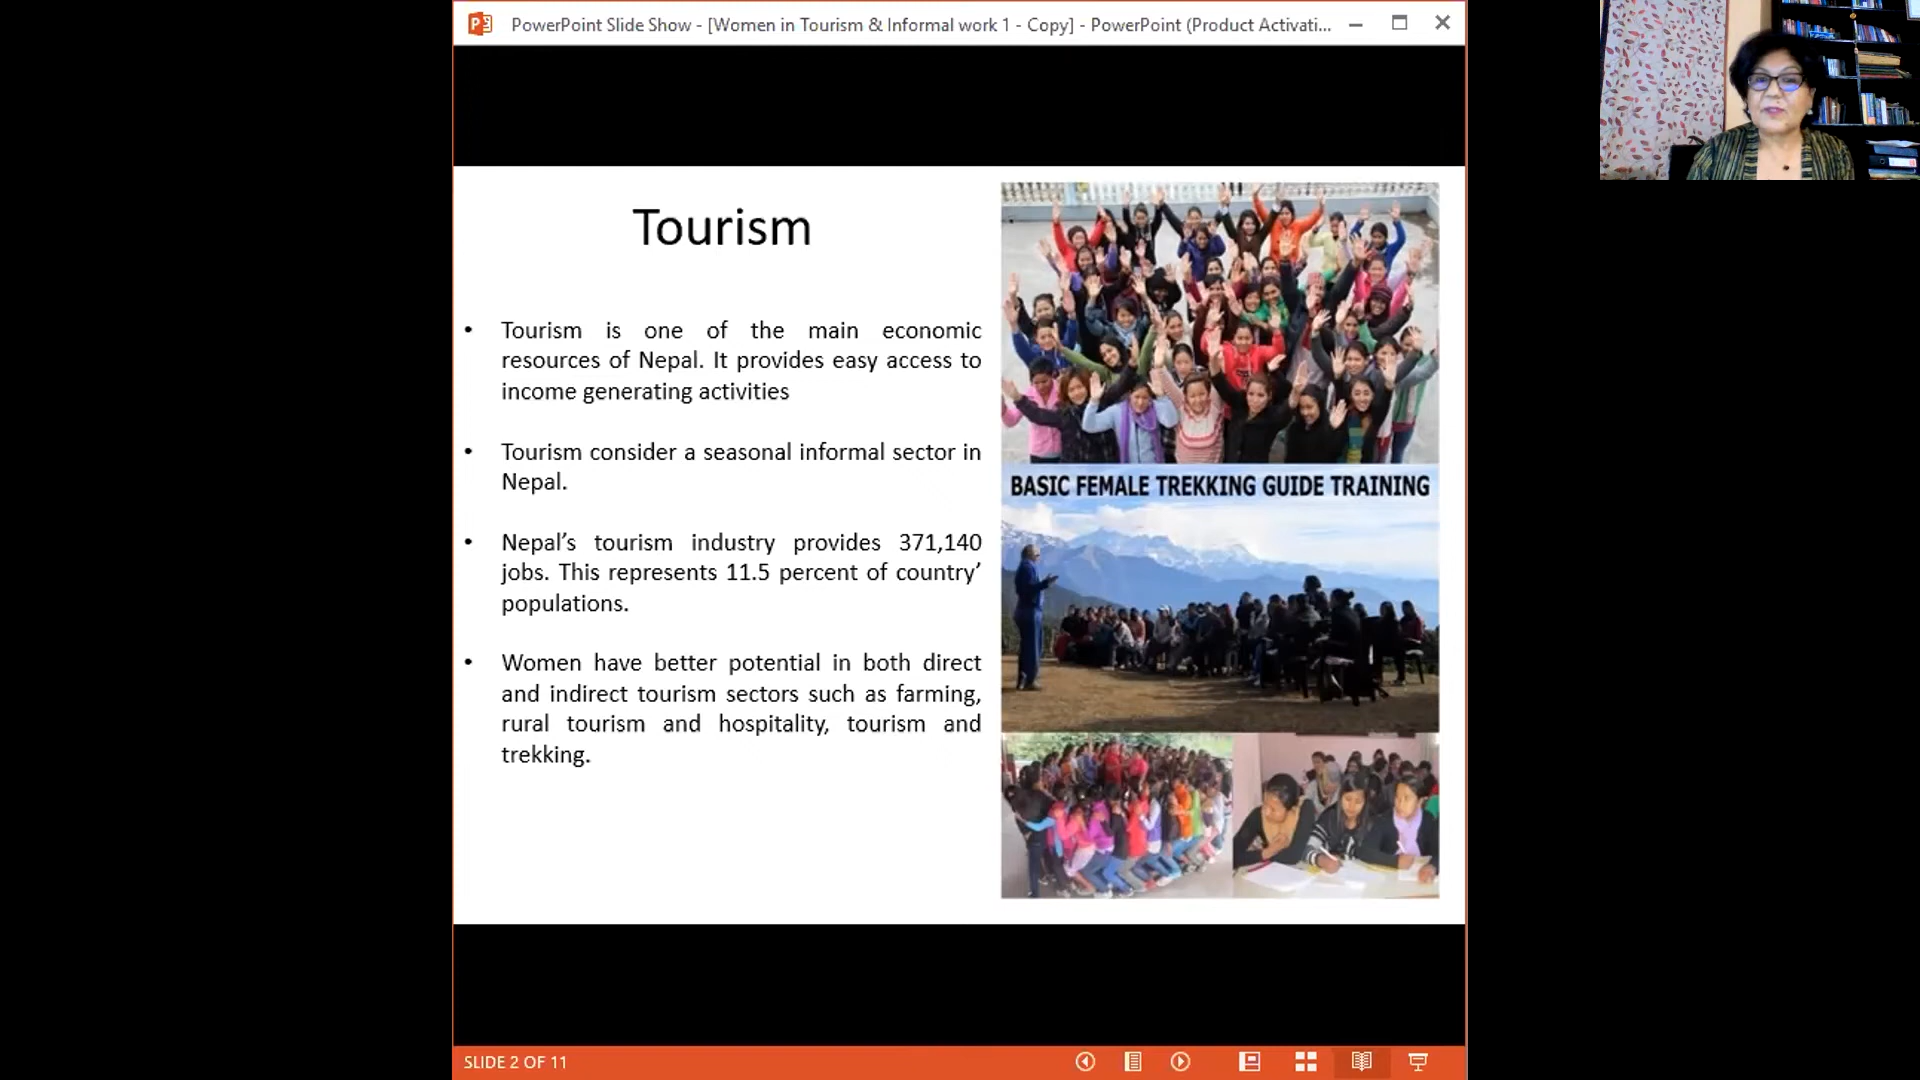 PowerPoint Slide Show - [Women in Tourism & Informal work 1 - Copy] - PowerPoint (Product Activati...
Tourism
• Tourism is one of the main economic
resources of Nepal. It provides easy access to
income generating activities
• Tourism consider a seasonal informal sector in
Nepal.
• Nepal’s tourism industry provides 371,140
jobs. This represents 11.5 percent of country’
populations.
• Women have better potential in both direct
and indirect tourism sectors such as farming,
rural tourism and hospitality, tourism and
trekking.
BASIC FEMALE TREKKING GUIDE TRAINING
SLIDE 2 OF 11